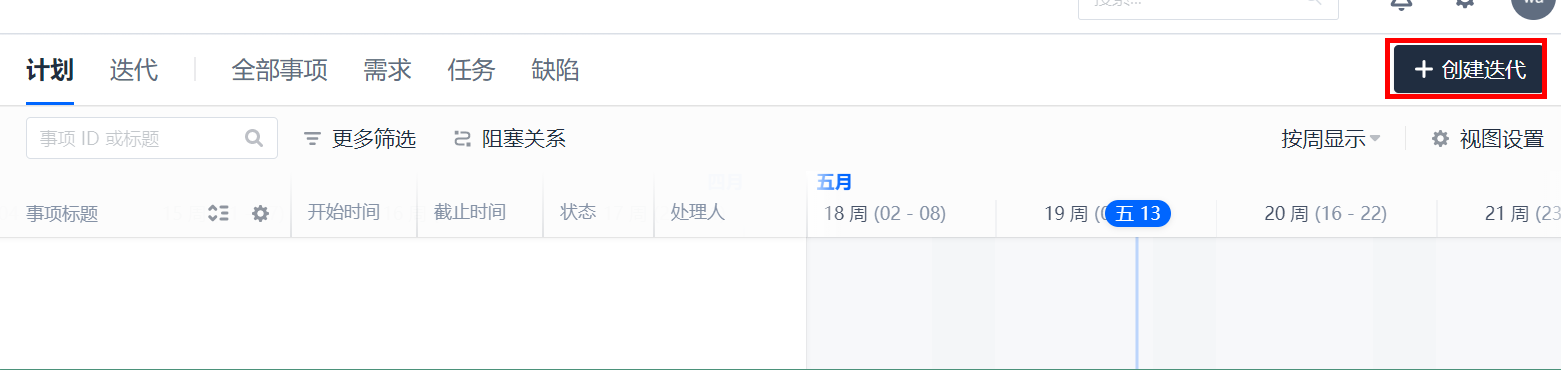 搜索...
计划 迭代 全部事项 需求 任务 缺陷 创建迭代
事项 ID 或标题 更多筛选 阻塞关系 按周显示 视图设置
五月
事项标题 开始时间 截止时间 状态 处理人 18 周 (02 - 08) 19 周 (0 五 13 20 周 (16 - 22) 21 周 (23